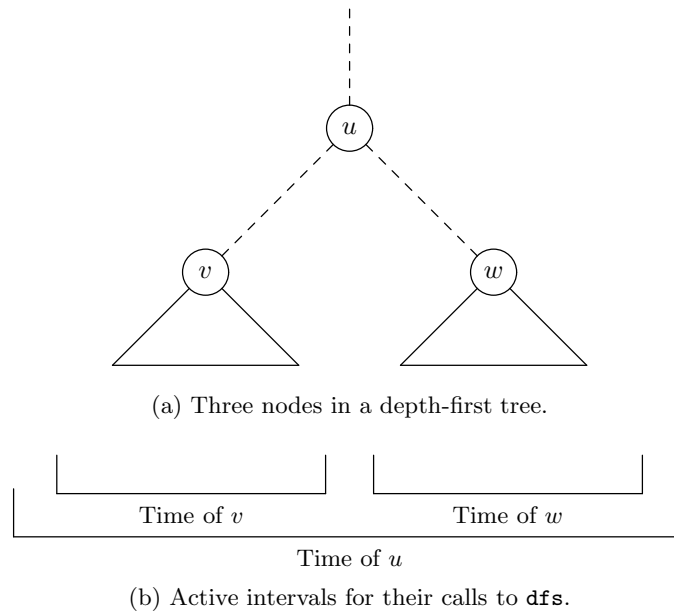 u
v w
(a) Three nodes in a depth-first tree.
Time of v Time of w
Time of u
(b) Active intervals for their calls to dfs.